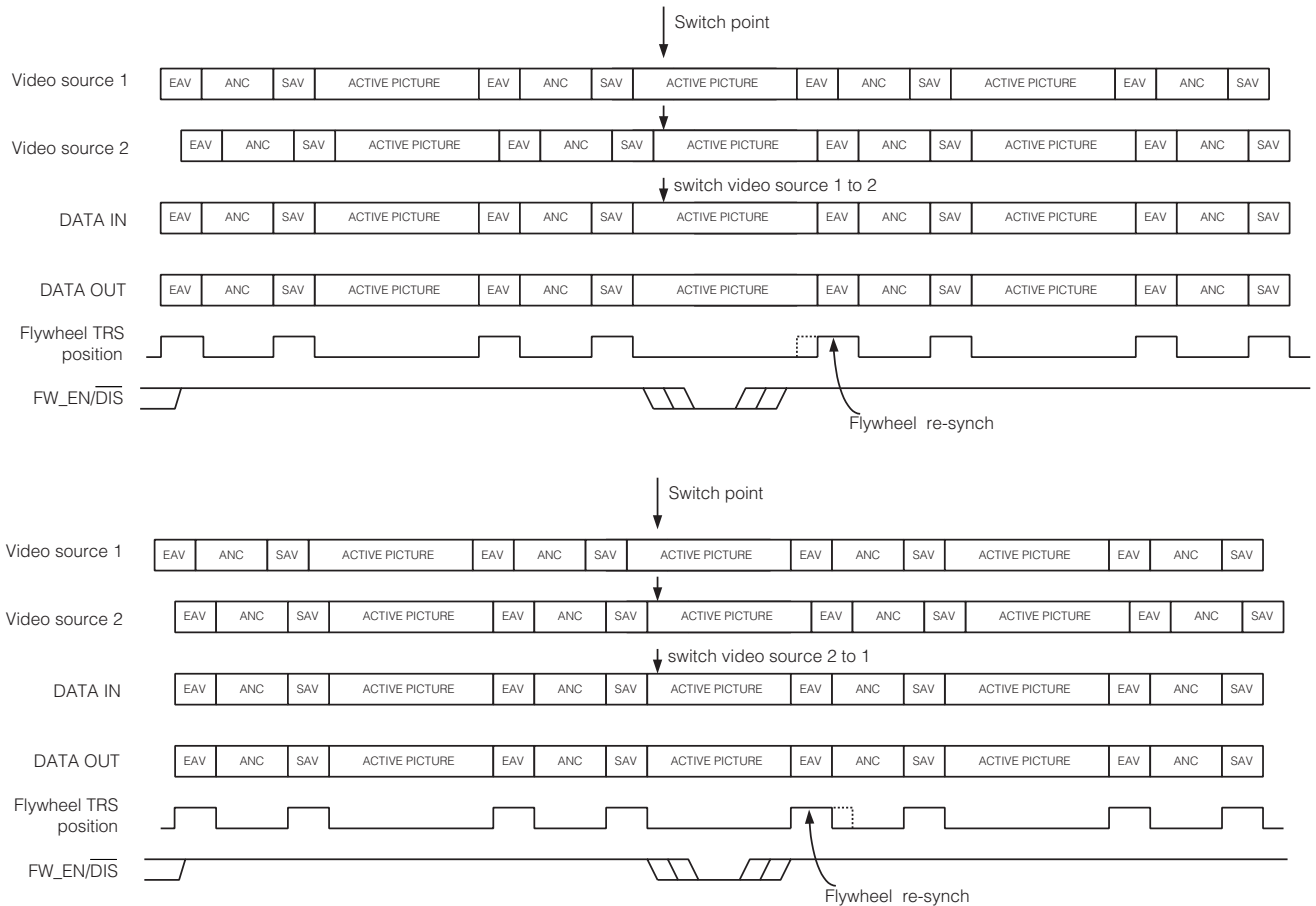 Switch point
Video source 1 EAV ANC SAV ACTIVE PICTURE EAV ANC SAV ACTIVE PICTURE EAV ANC SAV ACTIVE PICTURE EAV ANC SAV
Video source 2 EAV ANC SAV ACTIVE PICTURE EAV ANC SAV ACTIVE PICTURE EAV ANC SAV ACTIVE PICTURE EAV ANC SAV
switch video source 1 to 2
DATA IN EAV ANC SAV ACTIVE PICTURE EAV ANC SAV ACTIVE PICTURE EAV ANC SAV ACTIVE PICTURE EAV ANC SAV
DATA OUT EAV ANC SAV ACTIVE PICTURE EAV ANC SAV ACTIVE PICTURE EAV ANC SAV ACTIVE PICTURE EAV ANC SAV
Flywheel TRS
position
FW_EN/DIS
Flywheel re-synch
Switch point
Video source 1 EAV ANC SAV ACTIVE PICTURE EAV ANC SAV ACTIVE PICTURE EAV ANC SAV ACTIVE PICTURE EAV ANC SAV
Video source 2 EAV ANC SAV ACTIVE PICTURE EAV ANC SAV ACTIVE PICTURE EAV ANC SAV ACTIVE PICTURE EAV ANC SAV
switch video source 2 to 1
DATA IN EAV ANC SAV ACTIVE PICTURE EAV ANC SAV ACTIVE PICTURE EAV ANC SAV ACTIVE PICTURE EAV ANC SAV
DATA OUT EAV ANC SAV ACTIVE PICTURE EAV ANC SAV ACTIVE PICTURE EAV ANC SAV ACTIVE PICTURE EAV ANC SAV
Flywheel TRS
position
FW_EN/DIS
Flywheel re-synch